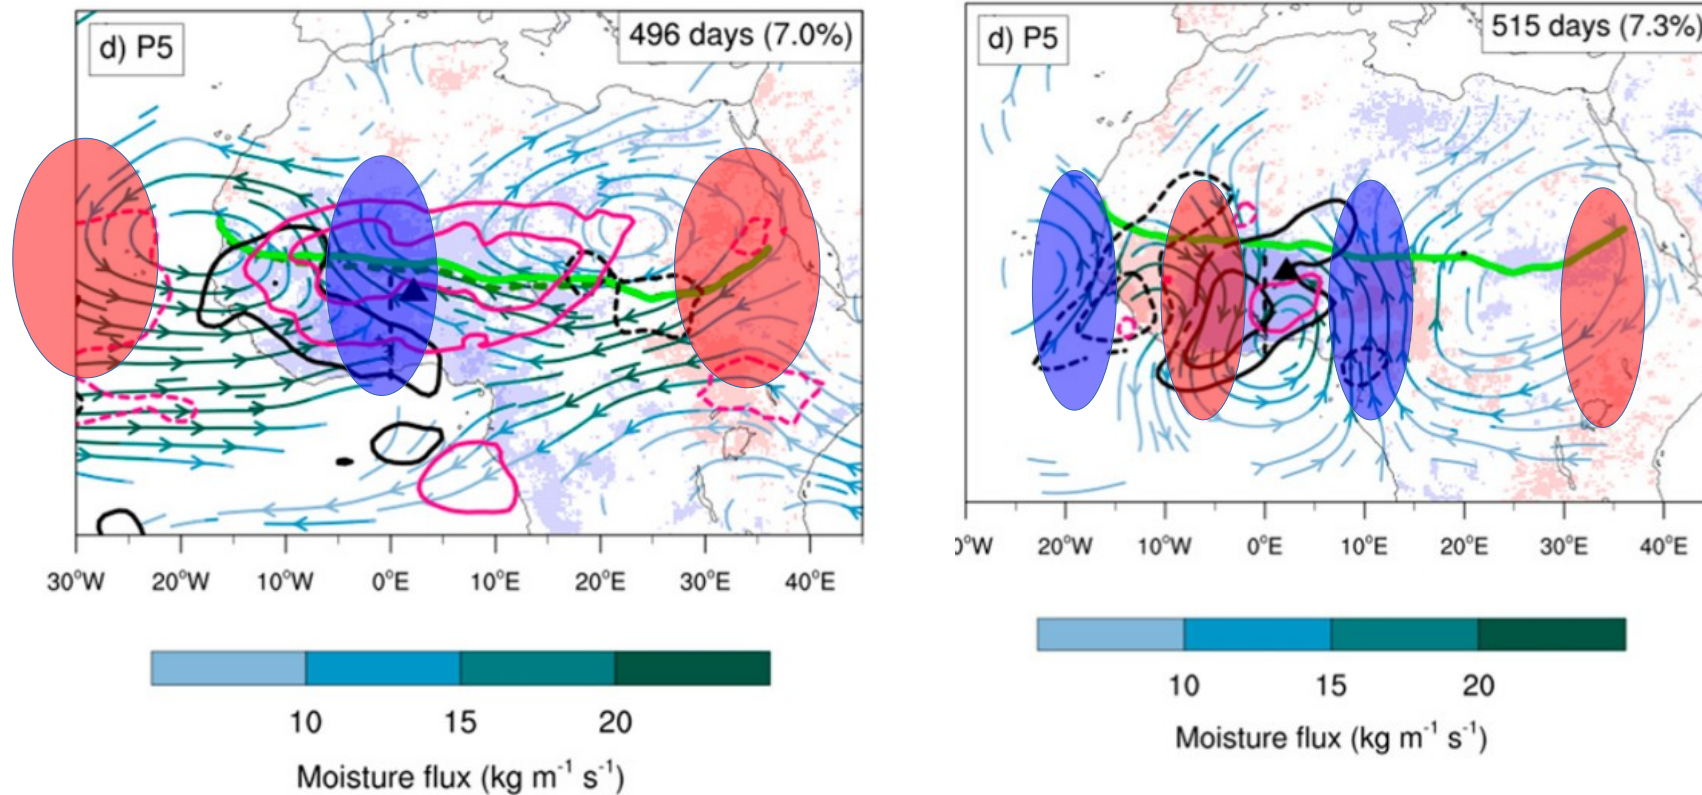 d) P5
496 days (7.0%)
30°W 20°W 10°W 0°E 10°E 20°E 30°E 40°E
10 15 20
Moisture flux (kg m⁻¹ s⁻¹)
d) P5
515 days (7.3%)
0°W 20°W 10°W 0°E 10°E 20°E 30°E 40°E
10 15 20
Moisture flux (kg m⁻¹ s⁻¹)